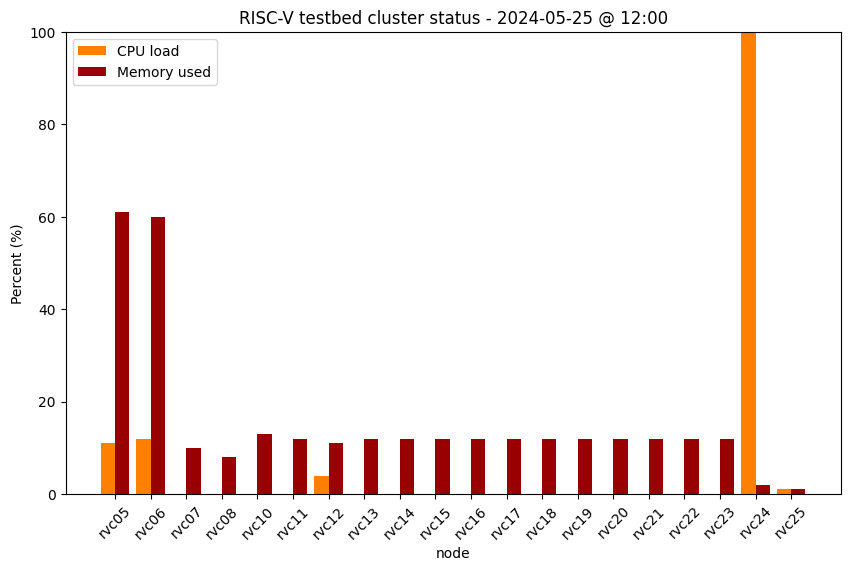 RISC-V testbed cluster status - 2024-05-25 @ 12:00
CPU load
Memory used
Percent (%)
100
80
60
40
20
0
rvc05
rvc06
rvc07
rvc08
rvc10
rvc11
rvc12
rvc13
rvc14
rvc15
rvc16
rvc17
rvc18
rvc19
rvc20
rvc21
rvc22
rvc23
rvc24
rvc25
node